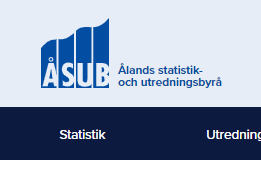 ÅSUB
Ålands statistik-
och utredningsbyrå
Statistik
Utredning